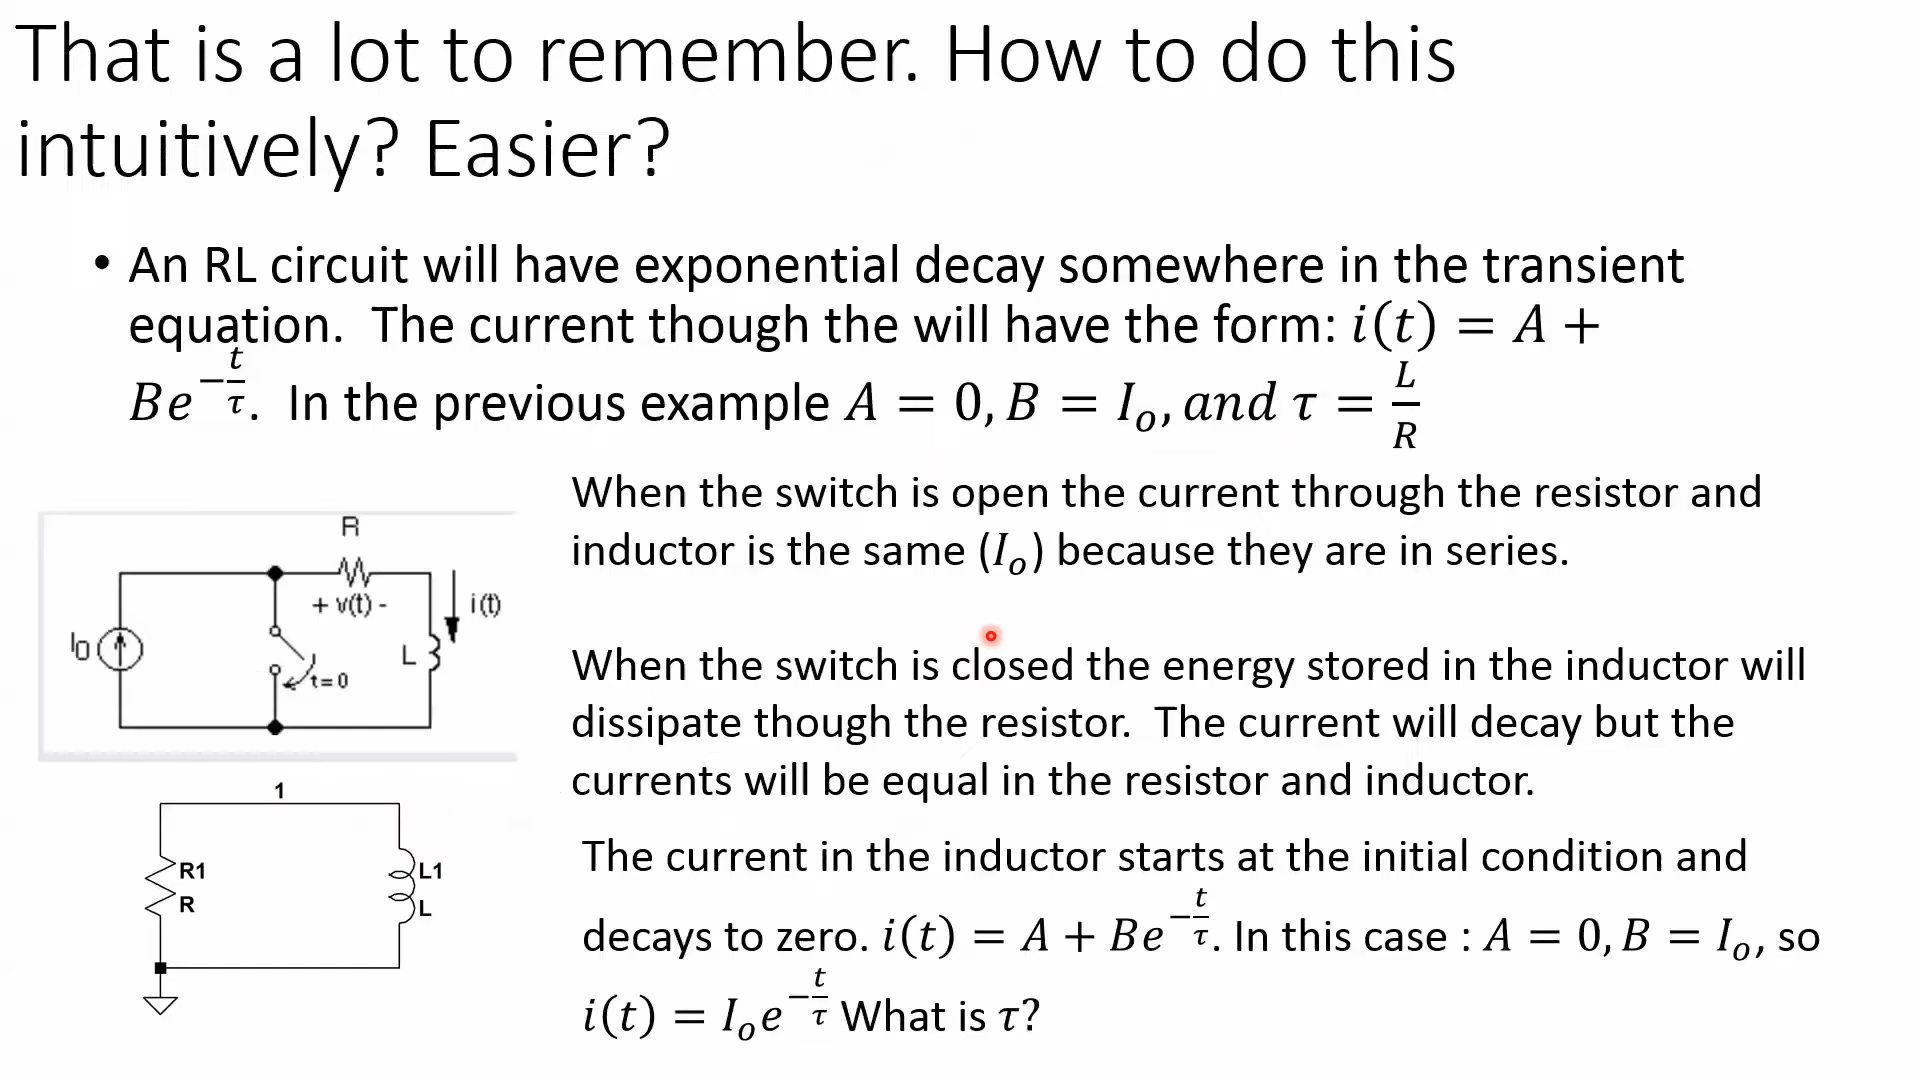 That is a lot to remember. How to do this
intuitively? Easier?
• An RL circuit will have exponential decay somewhere in the transient
equation.  The current though the will have the form: i(t) = A +
Be^{-t/τ}.  In the previous example A = 0, B = I_o, and τ = L/R
When the switch is open the current through the resistor and
inductor is the same (I_o) because they are in series.
R
+ v(t) -
i(t)
I0
L
t=0
When the switch is closed the energy stored in the inductor will
dissipate though the resistor.  The current will decay but the
currents will be equal in the resistor and inductor.
1
R1
R
L1
L
The current in the inductor starts at the initial condition and
decays to zero. i(t) = A + Be^{-t/τ}. In this case : A = 0, B = I_o, so
i(t) = I_o e^{-t/τ} What is τ?